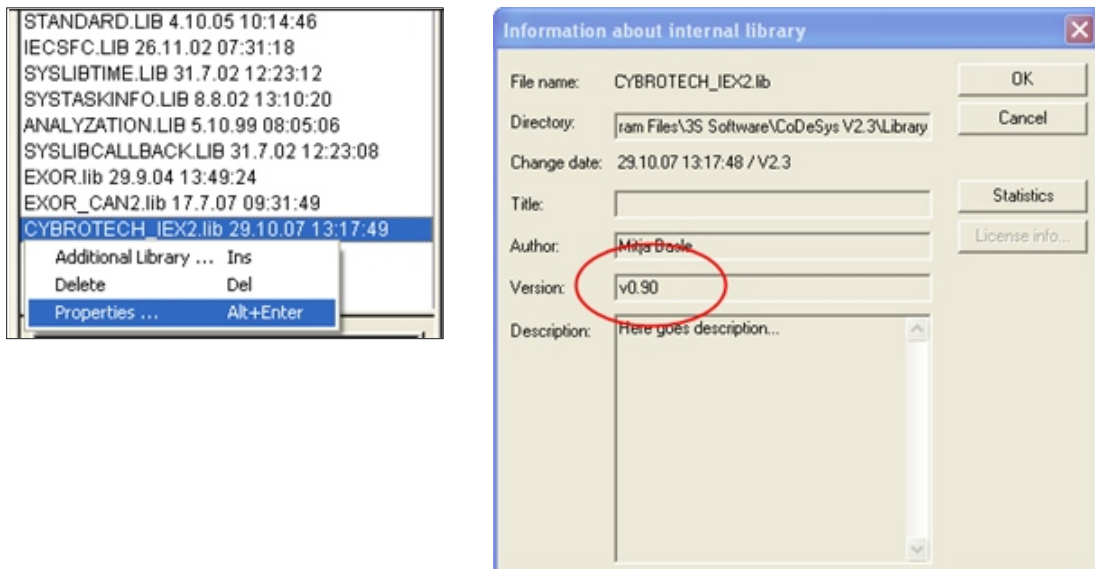 STANDARD.LIB 4.10.05 10:14:46
IECSFC.LIB 26.11.02 07:31:18
SYSLIBTIME.LIB 31.7.02 12:23:12
SYSTASKINFO.LIB 8.8.02 13:10:20
ANALYZATION.LIB 5.10.99 08:05:06
SYSLIBCALLBACK.LIB 31.7.02 12:23:08
EXOR.lib 29.9.04 13:49:24
EXOR_CAN2.lib 17.7.07 09:31:49
CYBROTECH_IEX2.lib 29.10.07 13:17:49
Additional Library ... Ins
Delete Del
Properties ... Alt+Enter
Information about internal library
File name: CYBROTECH_IEX2.lib
OK
Directory: ram Files\3S Software\CoDeSys V2.3\Library
Cancel
Change date: 29.10.07 13:17:48 / V2.3
Title:
Statistics
Author: Mitja
License info...
Version: v0.90
Description: Here goes description...